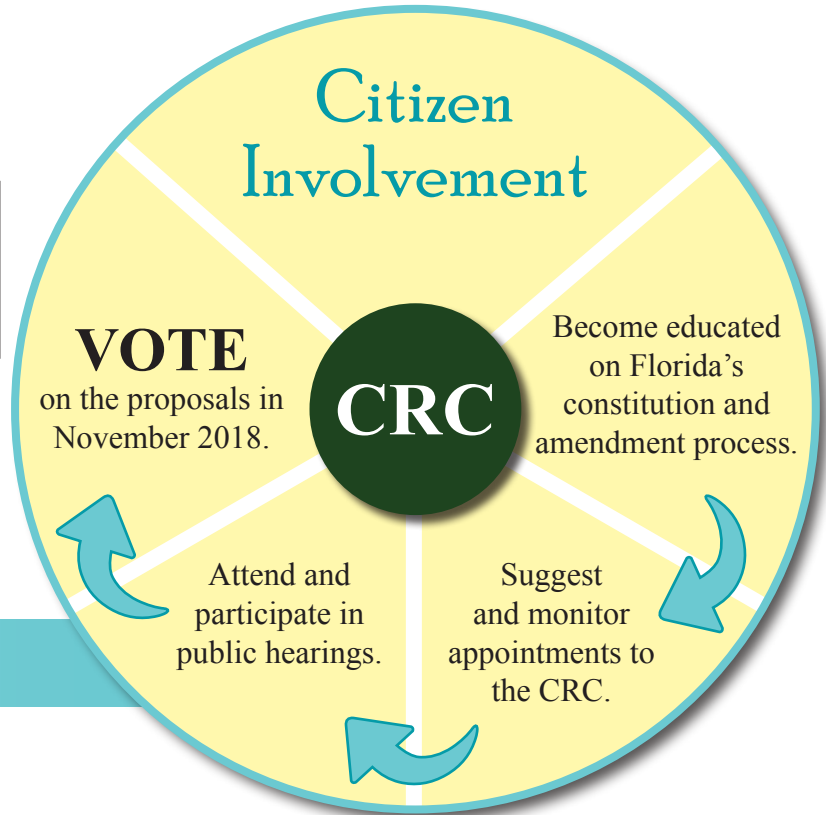 Citizen
Involvement
CRC
Become educated
on Florida's
constitution and
amendment process.
Suggest
and monitor
appointments to
the CRC.
Attend and
participate in
public hearings.
VOTE
on the proposals in
November 2018.